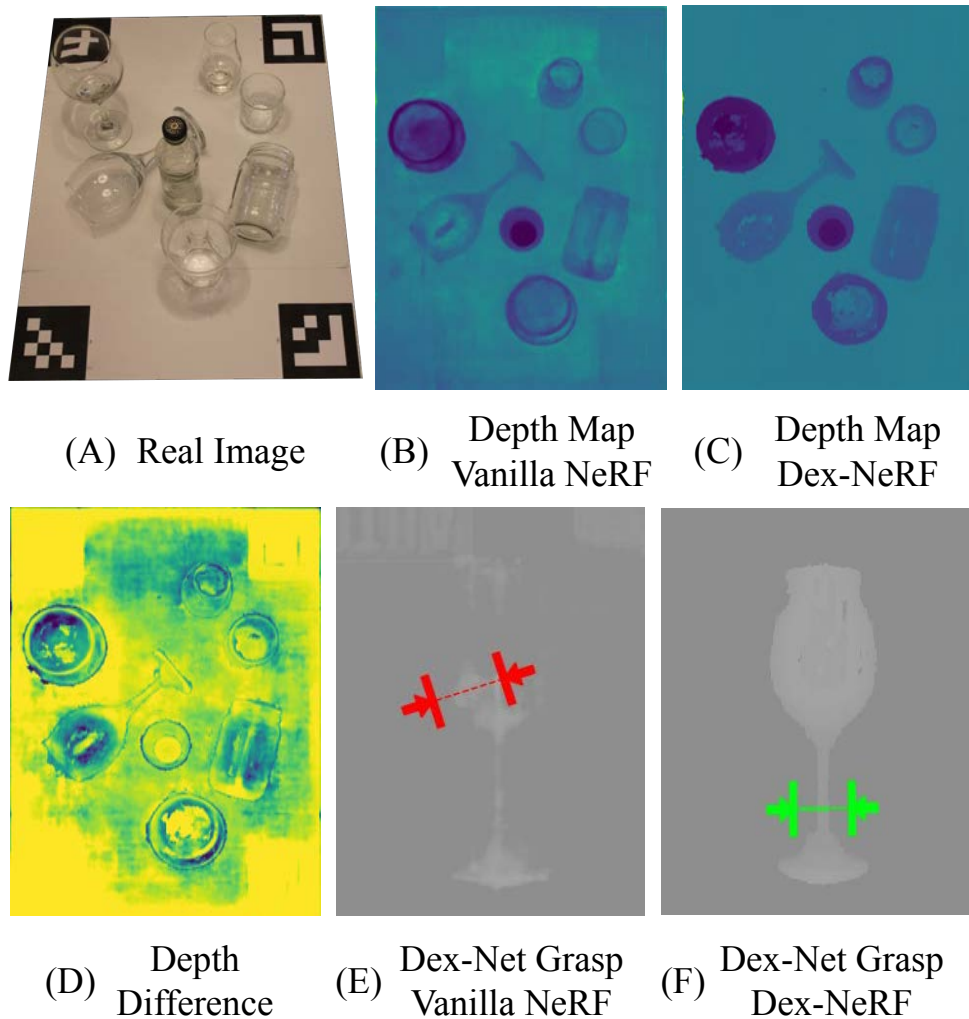 (A) Real Image
(B) Depth Map
Vanilla NeRF
(C) Depth Map
Dex-NeRF
(D) Depth
Difference
(E) Dex-Net Grasp
Vanilla NeRF
(F) Dex-Net Grasp
Dex-NeRF